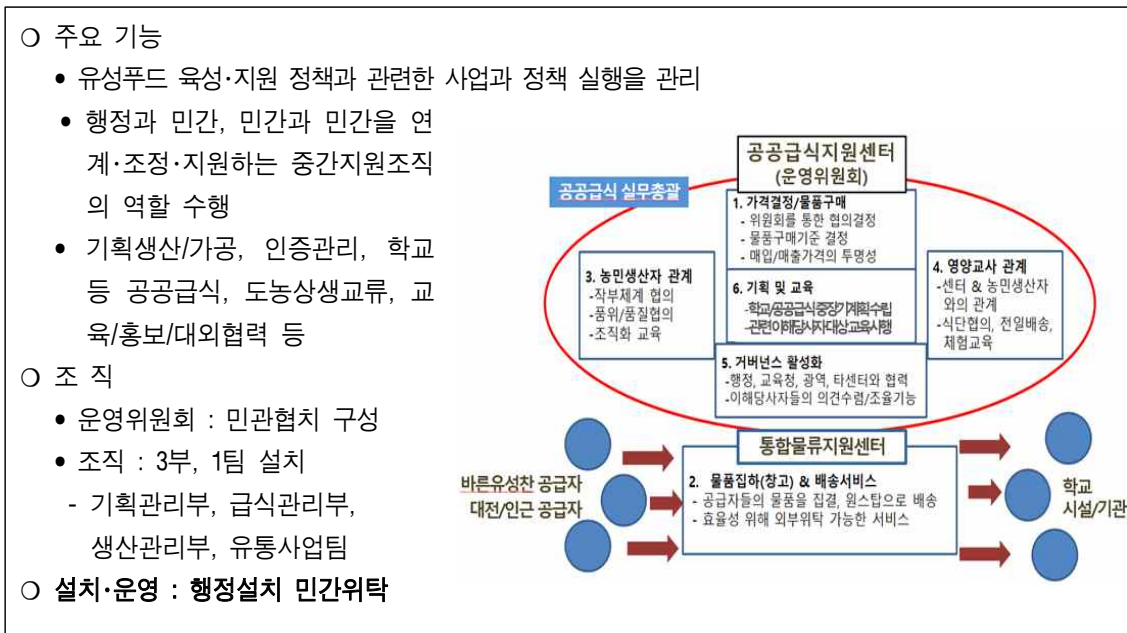 ❍ 주요 기능
• 유성푸드 육성·지원 정책과 관련한 사업과 정책 실행을 관리
• 행정과 민간, 민간과 민간을 연
계·조정·지원하는 중간지원조직
의 역할 수행
• 기획생산/가공, 인증관리, 학교
등 공공급식, 도농상생교류, 교
육/홍보/대외협력 등
❍ 조 직
• 운영위원회 : 민관협치 구성
• 조직 : 3부, 1팀 설치
- 기획관리부, 급식관리부,
생산관리부, 유통사업팀
❍ 설치·운영 : 행정설치 민간위탁
공공급식지원센터
(운영위원회)
공공급식 실무총괄
1. 가격결정/물품구매
- 위원회를 통한 협의결정
- 물품구매기준 결정
- 매입/매출가격의 투명성
3. 농민생산자 관계
-작부체계 협의
-품위/품질협의
-조직화 교육
6. 기획 및 교육
-학교/공공급식 중장기계획 수립
-관련 이해당사자 대상 교육 시행
4. 영양교사 관계
-센터 & 농민생산자
와의 관계
-식단협의, 전일배송,
체험교육
5. 거버넌스 활성화
-행정, 교육청, 광역, 타센터와 협력
-이해당사자들의 의견수렴/조율기능
통합물류지원센터
2. 물품집하(창고) & 배송서비스
- 공급자들의 물품을 집결, 원스탑으로 배송
- 효율성 위해 외부위탁 가능한 서비스
바른유성찬 공급자
대전/인근 공급자
학교
시설/기관